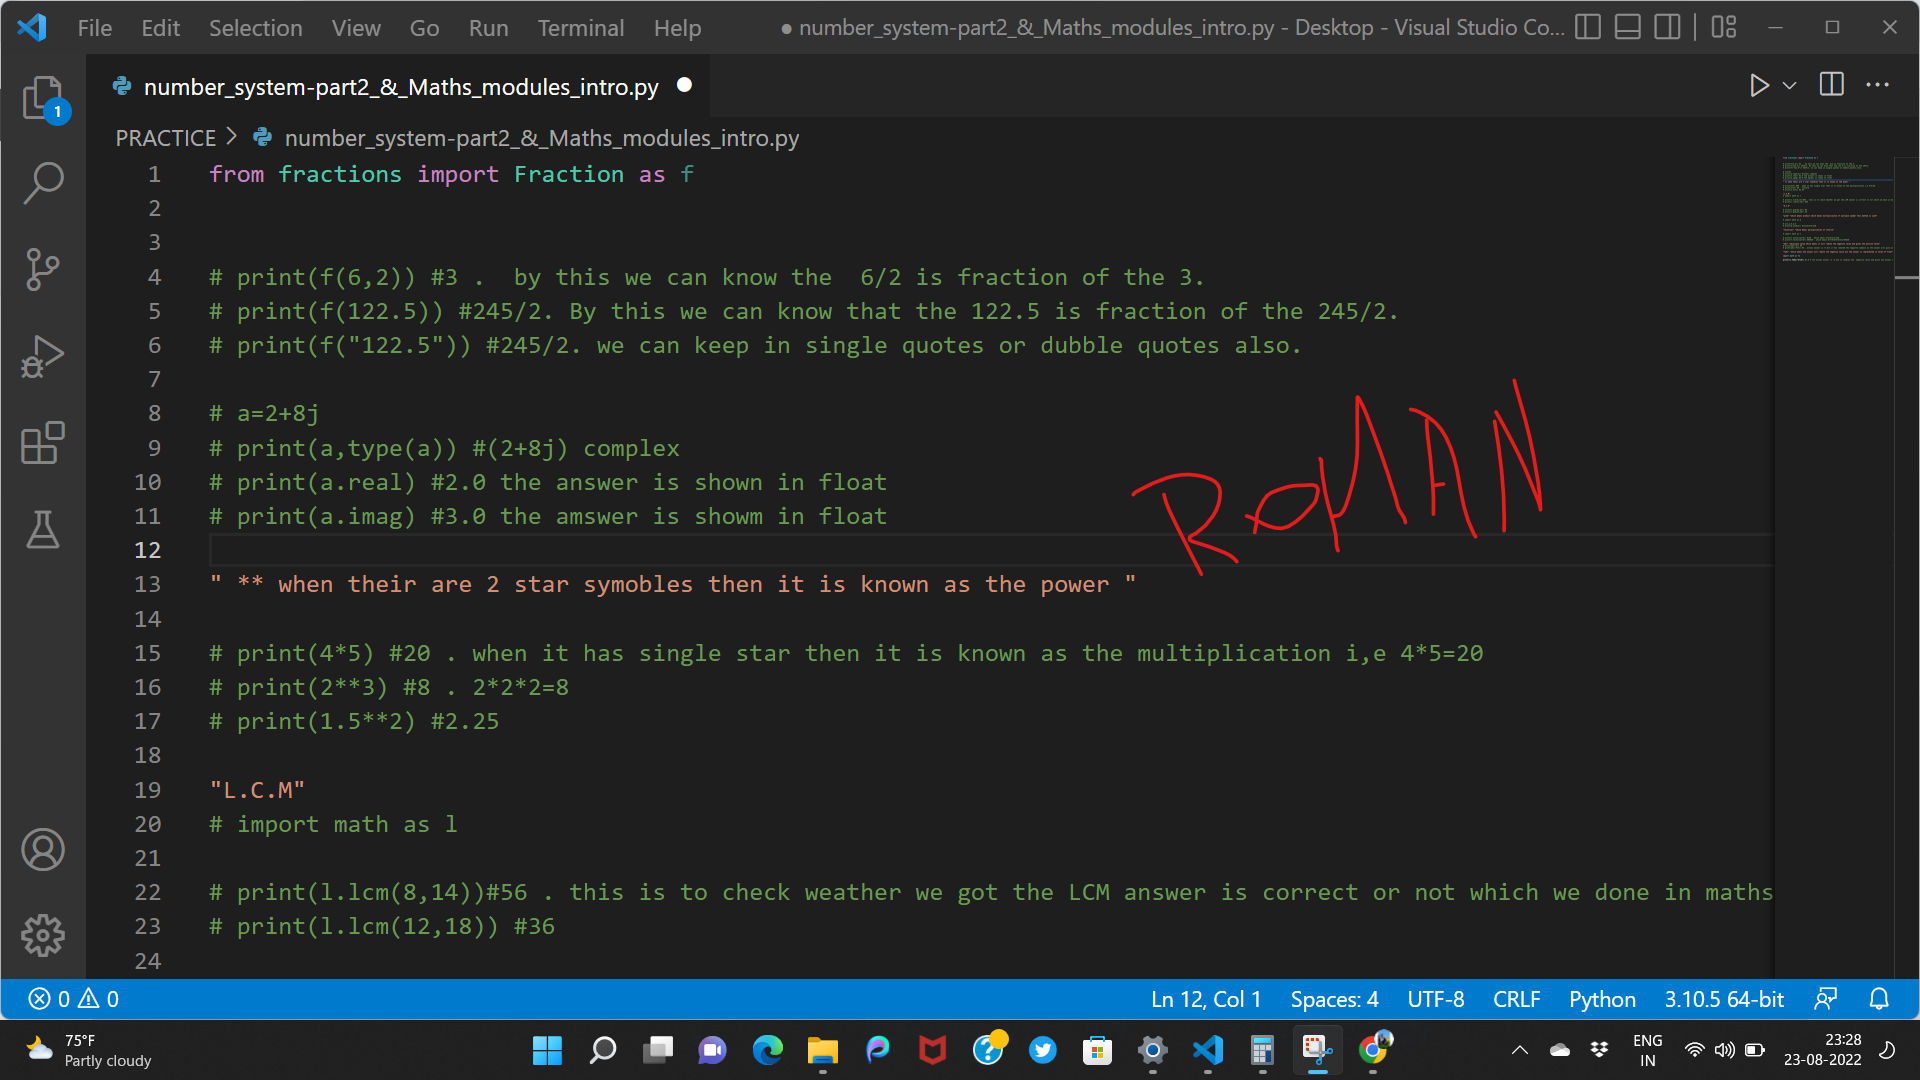 File Edit Selection View Go Run Terminal Help ● number_system-part2_&_Maths_modules_intro.py - Desktop - Visual Studio Co...
1
number_system-part2_&_Maths_modules_intro.py
PRACTICE > number_system-part2_&_Maths_modules_intro.py
1 from fractions import Fraction as f
2
3
4 # print(f(6,2)) #3 .  by this we can know the  6/2 is fraction of the 3.
5 # print(f(122.5)) #245/2. By this we can know that the 122.5 is fraction of the 245/2.
6 # print(f("122.5")) #245/2. we can keep in single quotes or dubble quotes also.
7
8 # a=2+8j
9 # print(a,type(a)) #(2+8j) complex
10 # print(a.real) #2.0 the answer is shown in float
11 # print(a.imag) #3.0 the amswer is showm in float
ROMAN
12
13 " ** when their are 2 star symobles then it is known as the power "
14
15 # print(4*5) #20 . when it has single star then it is known as the multiplication i,e 4*5=20
16 # print(2**3) #8 . 2*2*2=8
17 # print(1.5**2) #2.25
18
19 "L.C.M"
20 # import math as l
21
22 # print(l.lcm(8,14))#56 . this is to check weather we got the LCM answer is correct or not which we done in maths
23 # print(l.lcm(12,18)) #36
24
0 0 Ln 12, Col 1 Spaces: 4 UTF-8 CRLF Python 3.10.5 64-bit
75°F
Partly cloudy
ENG
IN
23:28
23-08-2022